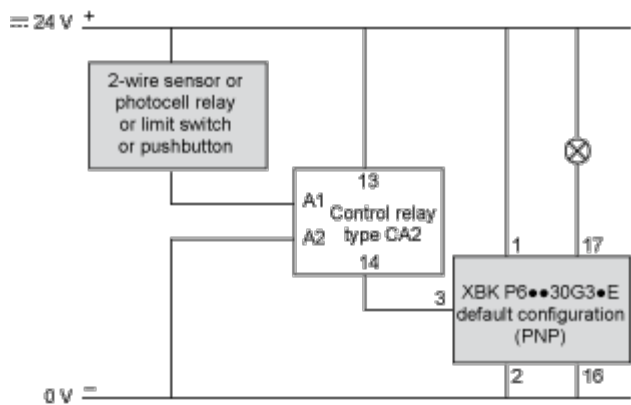 ⎓ 24 V +
2-wire sensor or
photocell relay
or limit switch
or pushbutton
13
A1
Control relay
A2
type CA2
14
1
17
3
XBK P6●●30G3●E
default configuration
(PNP)
2
16
0 V −